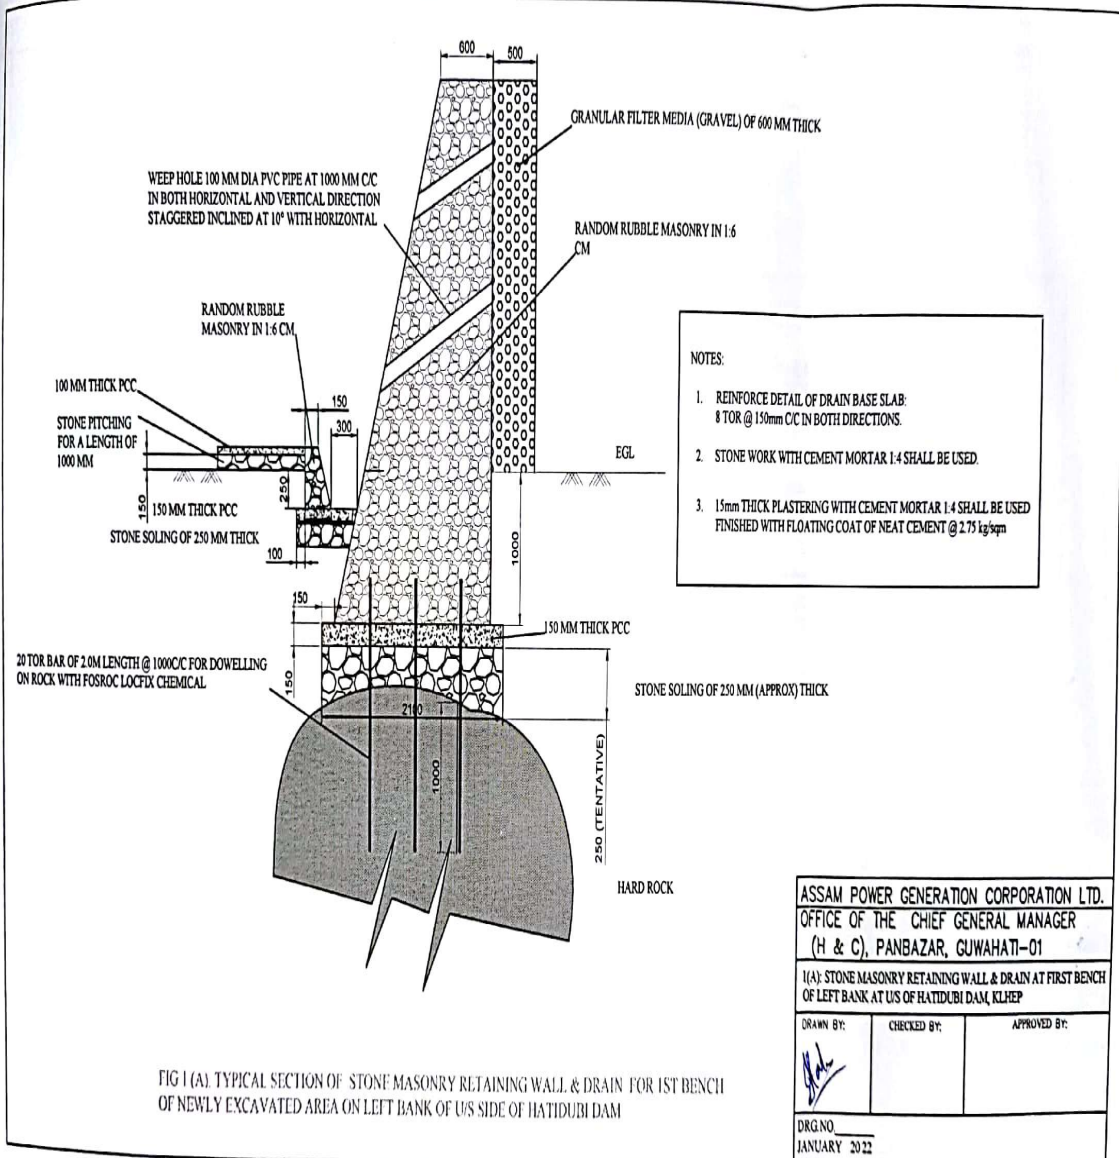 600
500
GRANULAR FILTER MEDIA (GRAVEL) OF 600 MM THICK
WEEP HOLE 100 MM DIA PVC PIPE AT 1000 MM C/C
IN BOTH HORIZONTAL AND VERTICAL DIRECTION
STAGGERED INCLINED AT 10° WITH HORIZONTAL
RANDOM RUBBLE MASONRY IN 1:6
CM
RANDOM RUBBLE
MASONRY IN 1:6 CM
100 MM THICK PCC
STONE PITCHING
FOR A LENGTH OF
1000 MM
150
300
EGL
250
150
150 MM THICK PCC
STONE SOLING OF 250 MM THICK
100
1000
NOTES:
1. REINFORCE DETAIL OF DRAIN BASE SLAB:
8 TOR @ 150mm C/C IN BOTH DIRECTIONS.
2. STONE WORK WITH CEMENT MORTAR 1:4 SHALL BE USED.
3. 15mm THICK PLASTERING WITH CEMENT MORTAR 1:4 SHALL BE USED
FINISHED WITH FLOATING COAT OF NEAT CEMENT @ 2.75 kg/sqm
150
150 MM THICK PCC
20 TOR BAR OF 2.0M LENGTH @ 1000C/C FOR DOWELLING
ON ROCK WITH FOSROC LOCFIX CHEMICAL
150
STONE SOLING OF 250 MM (APPROX) THICK
2100
1000
250 (TENTATIVE)
HARD ROCK
ASSAM POWER GENERATION CORPORATION LTD.
OFFICE OF THE CHIEF GENERAL MANAGER
(H & C), PANBAZAR, GUWAHATI-01
1(A): STONE MASONRY RETAINING WALL & DRAIN AT FIRST BENCH
OF LEFT BANK AT U/S OF HATIDUBI DAM, KLHEP
DRAWN BY:
CHECKED BY:
APPROVED BY:
DRG.NO.
JANUARY 2022
FIG 1 (A). TYPICAL SECTION OF STONE MASONRY RETAINING WALL & DRAIN FOR 1ST BENCH
OF NEWLY EXCAVATED AREA ON LEFT BANK OF U/S SIDE OF HATIDUBI DAM